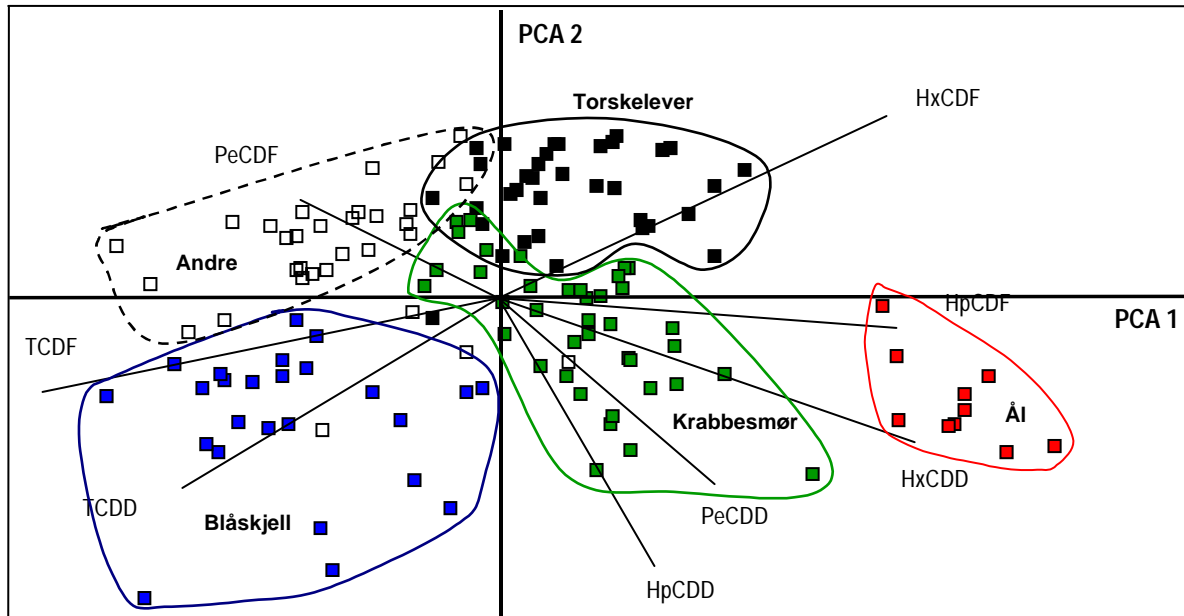 PCA 2
Torskelever
HxCDF
PeCDF
Andre
HpCDF
PCA 1
TCDF
Ål
Krabbesmør
HxCDD
TCDD
Blåskjell
PeCDD
HpCDD